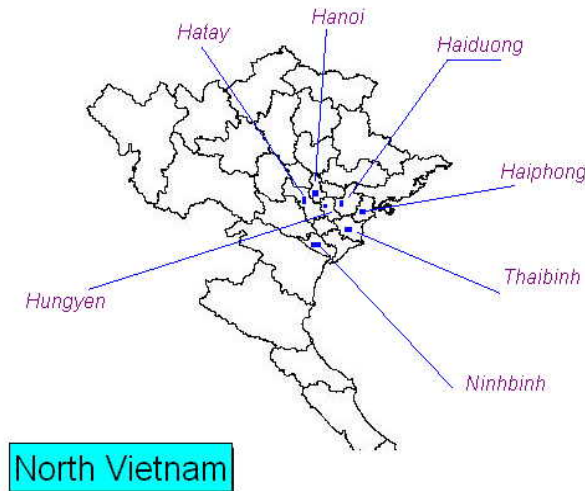 Hanoi
Hatay
Haiduong
Haiphong
Thaibinh
Hungyen
Ninhbinh
North Vietnam